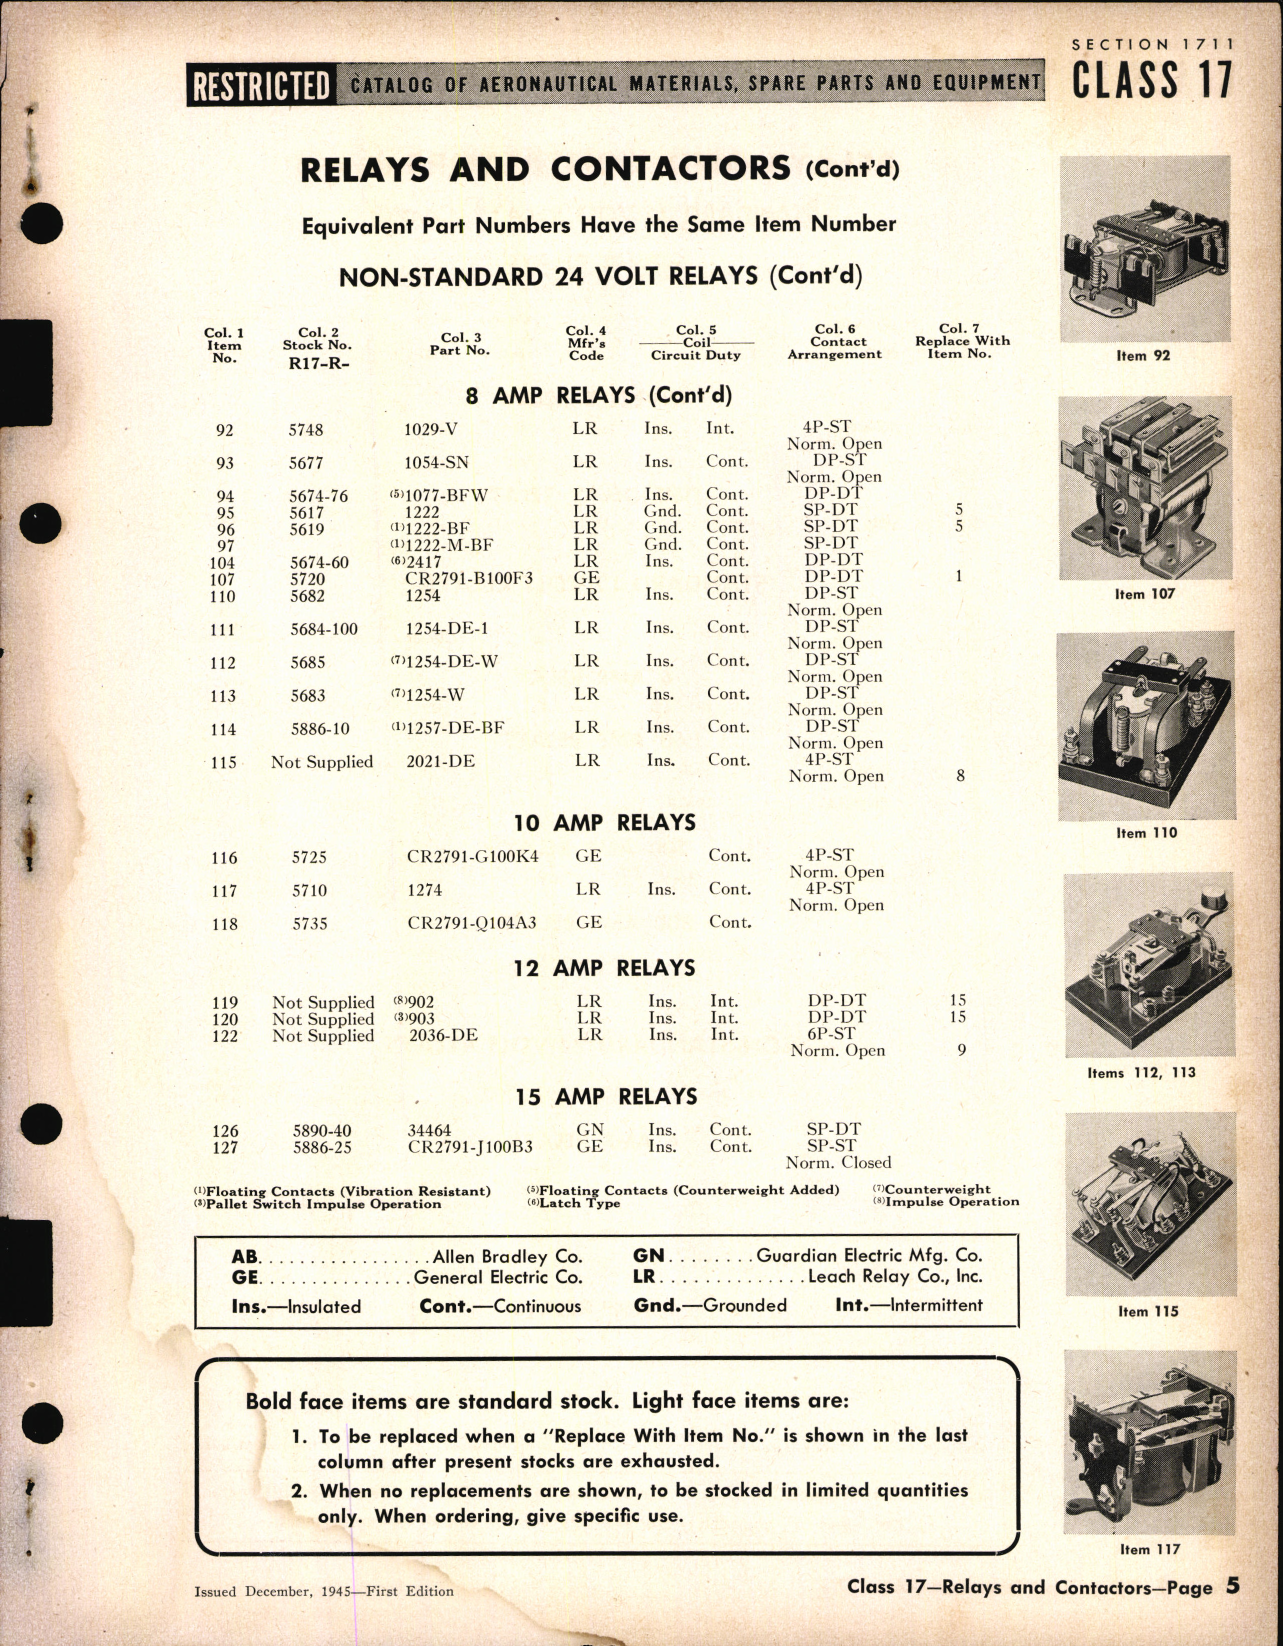 SECTION 1711
RESTRICTED CATALOG OF AERONAUTICAL MATERIALS, SPARE PARTS AND EQUIPMENT CLASS 17
RELAYS AND CONTACTORS (Cont'd)
Equivalent Part Numbers Have the Same Item Number
NON-STANDARD 24 VOLT RELAYS (Cont'd)
Col. 1 Item No. Col. 2 Stock No. R17-R- Col. 3 Part No. Col. 4 Mfr's Code Col. 5 Coil Circuit Duty Col. 6 Contact Arrangement Col. 7 Replace With Item No.
8 AMP RELAYS (Cont'd)
92 5748 1029-V LR Ins. Int. 4P-ST
Norm. Open
93 5677 1054-SN LR Ins. Cont. DP-ST
Norm. Open
94 5674-76 (5)1077-BFW LR Ins. Cont. DP-DT
95 5617 1222 LR Gnd. Cont. SP-DT 5
96 5619 (1)1222-BF LR Gnd. Cont. SP-DT 5
97 (1)1222-M-BF LR Gnd. Cont. SP-DT
104 5674-60 (6)2417 LR Ins. Cont. DP-DT
107 5720 CR2791-B100F3 GE Cont. DP-DT 1
110 5682 1254 LR Ins. Cont. DP-ST
Norm. Open
111 5684-100 1254-DE-1 LR Ins. Cont. DP-ST
Norm. Open
112 5685 (7)1254-DE-W LR Ins. Cont. DP-ST
Norm. Open
113 5683 (7)1254-W LR Ins. Cont. DP-ST
Norm. Open
114 5886-10 (1)1257-DE-BF LR Ins. Cont. DP-ST
Norm. Open
115 Not Supplied 2021-DE LR Ins. Cont. 4P-ST
Norm. Open 8
10 AMP RELAYS
116 5725 CR2791-G100K4 GE Cont. 4P-ST
Norm. Open
117 5710 1274 LR Ins. Cont. 4P-ST
Norm. Open
118 5735 CR2791-Q104A3 GE Cont.
12 AMP RELAYS
119 Not Supplied (8)902 LR Ins. Int. DP-DT 15
120 Not Supplied (3)903 LR Ins. Int. DP-DT 15
122 Not Supplied 2036-DE LR Ins. Int. 6P-ST
Norm. Open 9
15 AMP RELAYS
126 5890-40 34464 GN Ins. Cont. SP-DT
127 5886-25 CR2791-J100B3 GE Ins. Cont. SP-ST
Norm. Closed
(1)Floating Contacts (Vibration Resistant) (5)Floating Contacts (Counterweight Added) (7)Counterweight
(3)Pallet Switch Impulse Operation (6)Latch Type (8)Impulse Operation
AB. . . . . . . . . . . . . . . . .Allen Bradley Co. GN . . . . . . . .Guardian Electric Mfg. Co.
GE. . . . . . . . . . . . . . .General Electric Co. LR. . . . . . . . . . . . . .Leach Relay Co., Inc.
Ins.—Insulated Cont.—Continuous Gnd.—Grounded Int.—Intermittent
Bold face items are standard stock. Light face items are:
1. To be replaced when a "Replace With Item No." is shown in the last
column after present stocks are exhausted.
2. When no replacements are shown, to be stocked in limited quantities
only. When ordering, give specific use.
Issued December, 1945—First Edition
Class 17—Relays and Contactors—Page 5
Item 92
Item 107
Item 110
Items 112, 113
Item 115
Item 117